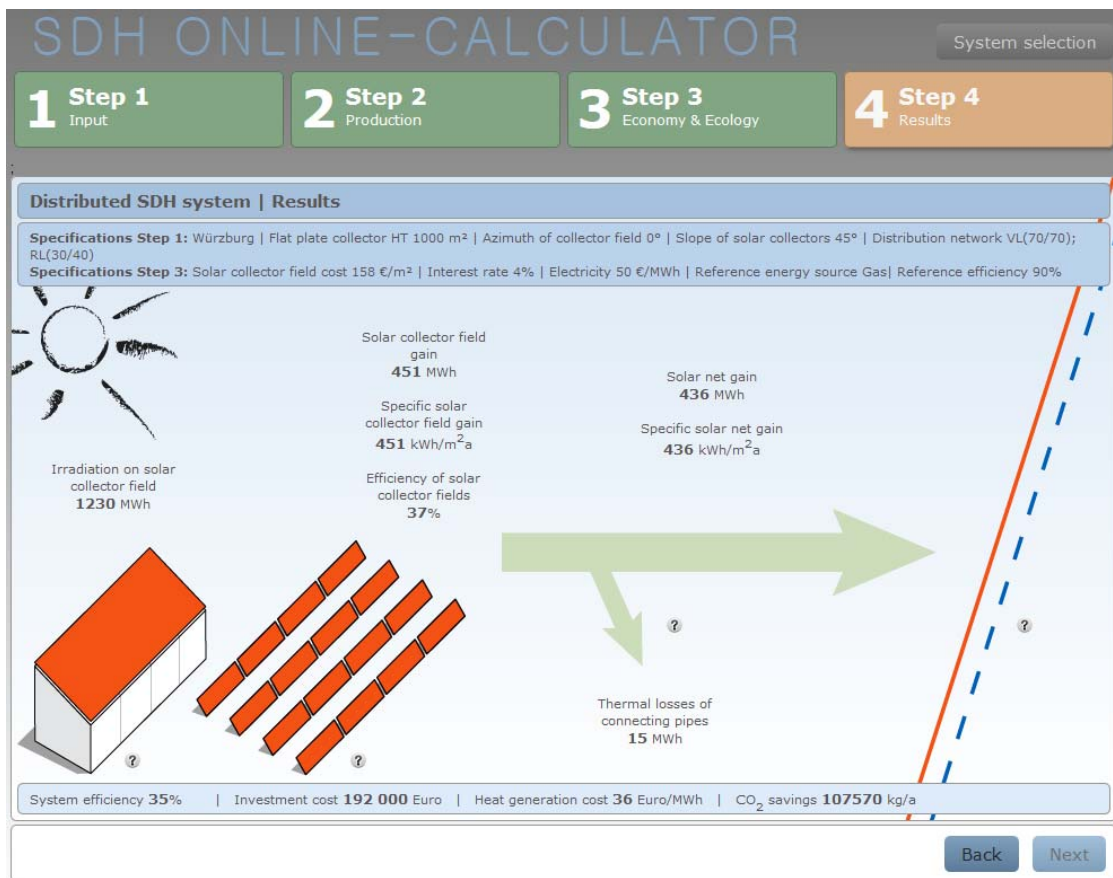 SDH ONLINE-CALCULATOR
System selection
1 Step 1
Input
2 Step 2
Production
3 Step 3
Economy & Ecology
4 Step 4
Results
;
Distributed SDH system | Results
Specifications Step 1: Würzburg | Flat plate collector HT 1000 m² | Azimuth of collector field 0° | Slope of solar collectors 45° | Distribution network VL(70/70);
RL(30/40)
Specifications Step 3: Solar collector field cost 158 €/m² | Interest rate 4% | Electricity 50 €/MWh | Reference energy source Gas| Reference efficiency 90%
Solar collector field
gain
451 MWh
Specific solar
collector field gain
451 kWh/m²a
Efficiency of solar
collector fields
37%
Solar net gain
436 MWh
Specific solar net gain
436 kWh/m²a
Irradiation on solar
collector field
1230 MWh
?
?
Thermal losses of
connecting pipes
15 MWh
?
?
System efficiency 35% | Investment cost 192 000 Euro | Heat generation cost 36 Euro/MWh | CO₂ savings 107570 kg/a
Back
Next